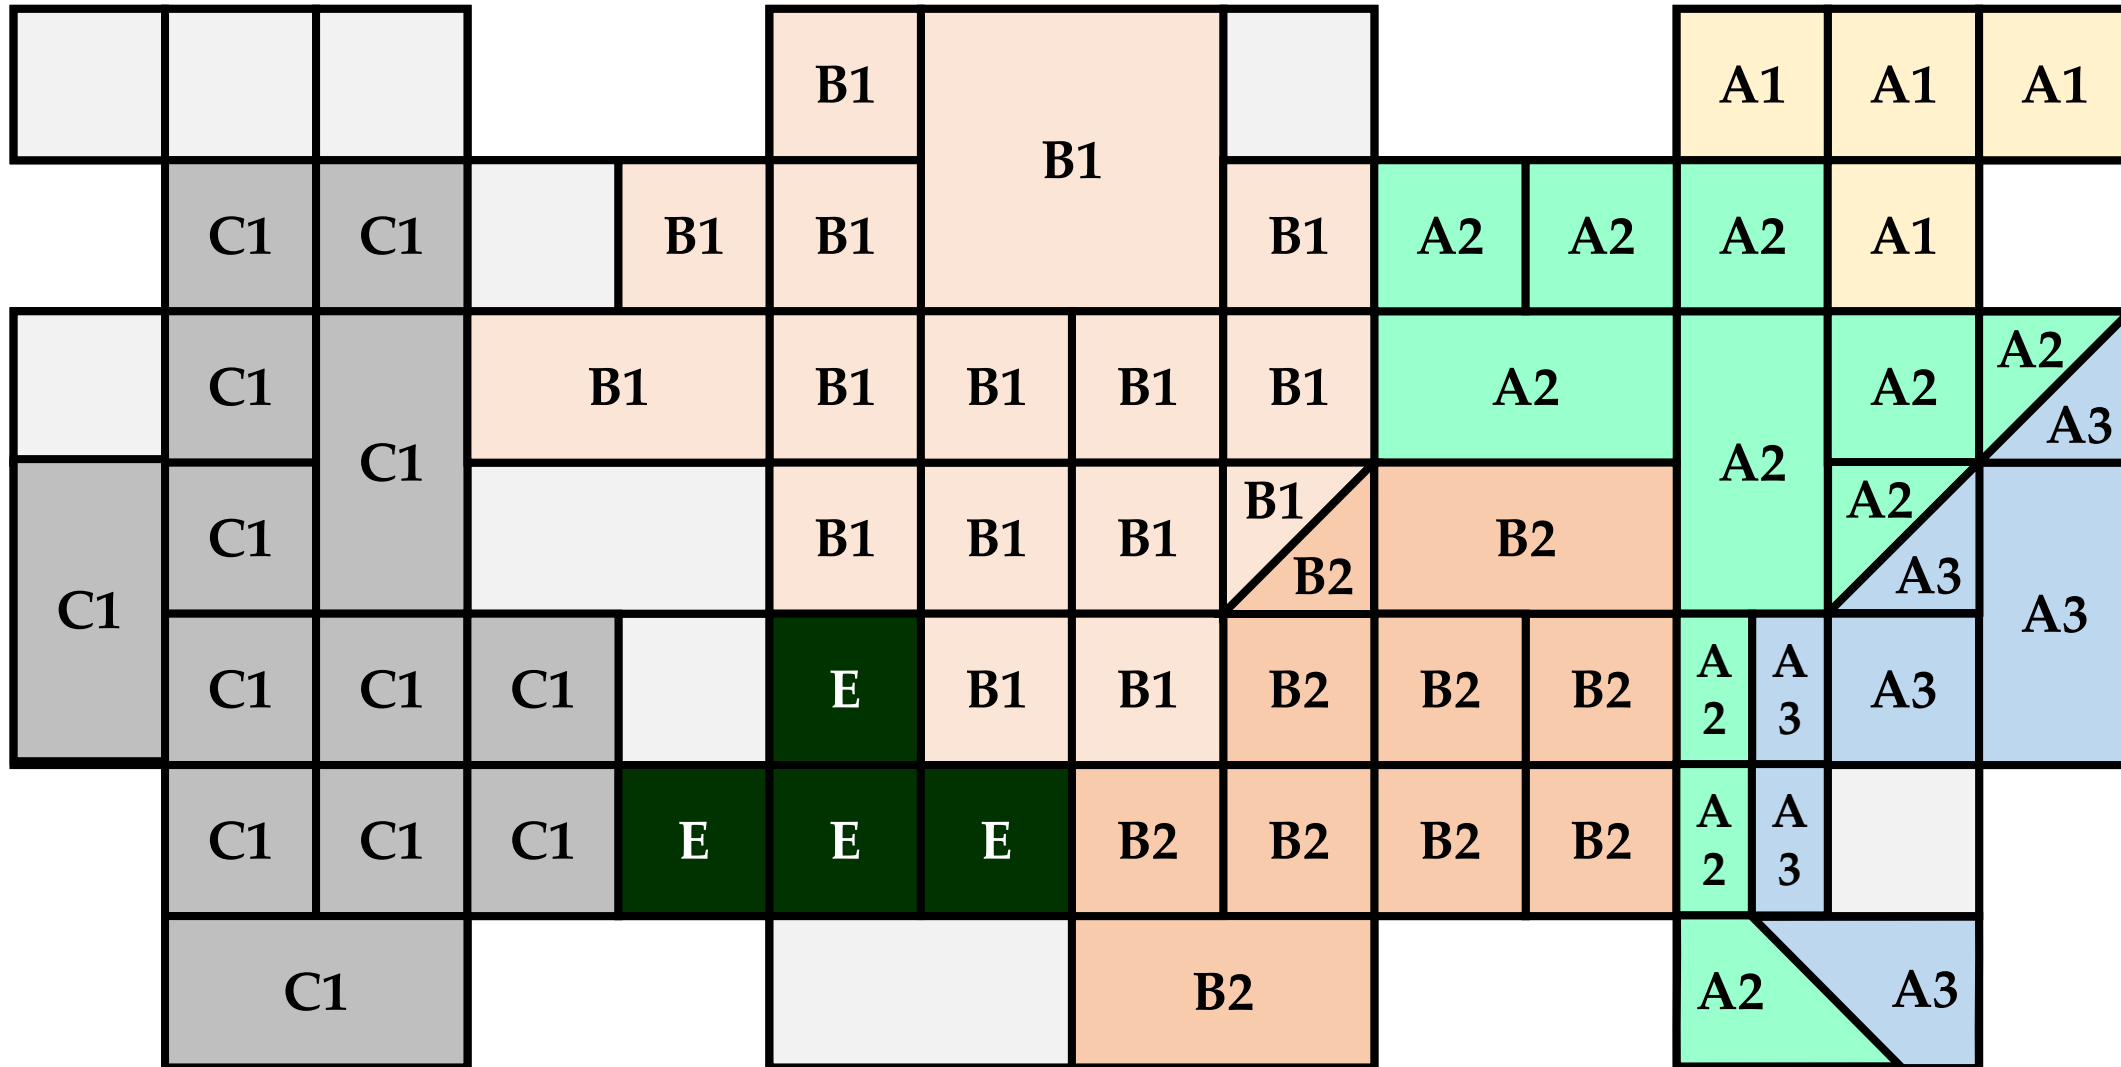 B1 A1 A1 A1
B1
C1 C1 B1 B1 B1 A2 A2 A2 A1
C1 B1 B1 B1 B1 B1 A2 A2 A2
A3
C1 A2
C1 B1 B1 B1 B1 B2 A2
B2 A3
C1 A3
C1 C1 C1 E B1 B1 B2 B2 B2 A A A3
2 3
C1 C1 C1 E E E B2 B2 B2 B2 A A
2 3
C1 B2 A2 A3